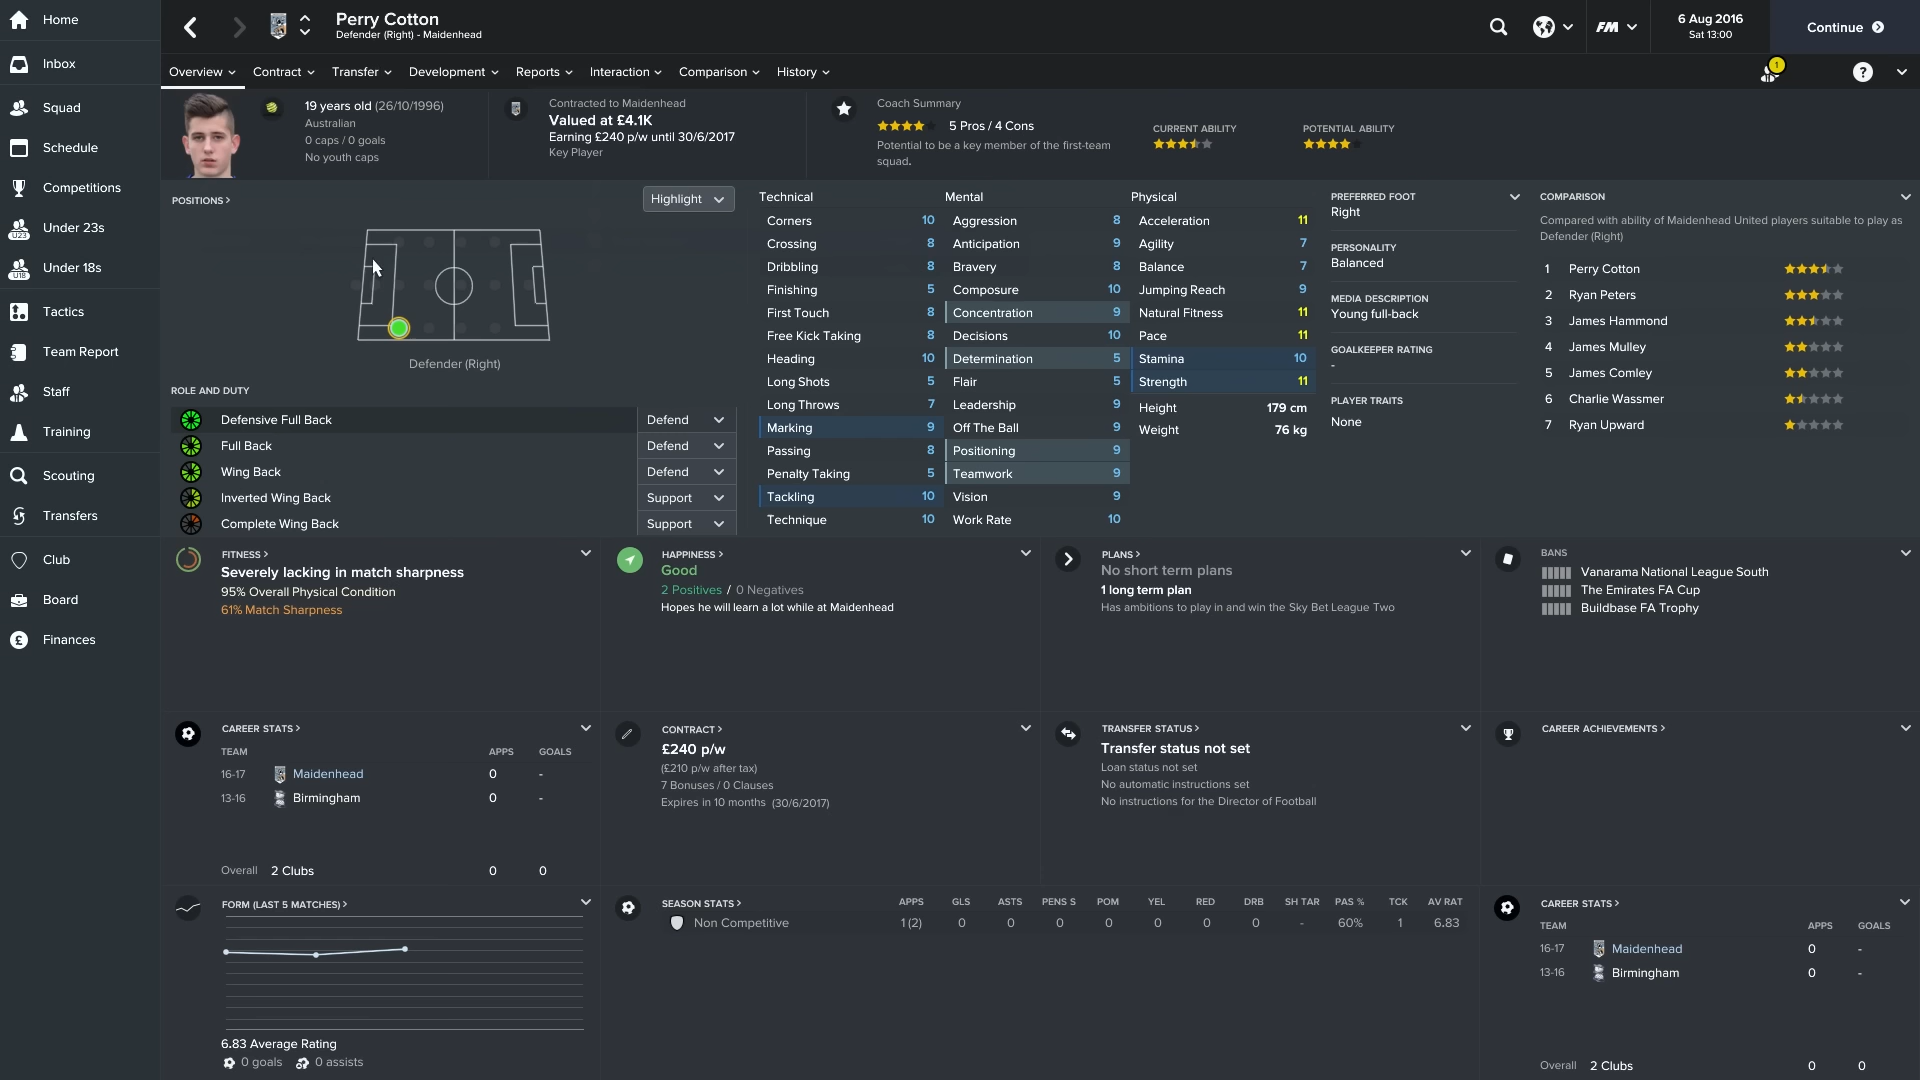 Home
Inbox
Squad
Schedule
Competitions
Under 23s
Under 18s
Tactics
Team Report
Staff
Training
Scouting
Transfers
Club
Board
Finances
Perry Cotton
Defender (Right) - Maidenhead
FM
6 Aug 2016
Sat 13:00
Continue
Overview Contract Transfer Development Reports Interaction Comparison History
1
?
19 years old (26/10/1996)
Australian
0 caps / 0 goals
No youth caps
Contracted to Maidenhead
Valued at £4.1K
Earning £240 p/w until 30/6/2017
Key Player
Coach Summary
5 Pros / 4 Cons
Potential to be a key member of the first-team
squad.
CURRENT ABILITY
POTENTIAL ABILITY
POSITIONS >
Highlight
Defender (Right)
ROLE AND DUTY
Defensive Full Back Defend
Full Back Defend
Wing Back Defend
Inverted Wing Back Support
Complete Wing Back Support
Technical
Corners 10
Crossing 8
Dribbling 8
Finishing 5
First Touch 8
Free Kick Taking 8
Heading 10
Long Shots 5
Long Throws 7
Marking 9
Passing 8
Penalty Taking 5
Tackling 10
Technique 10
Mental
Aggression 8
Anticipation 9
Bravery 8
Composure 10
Concentration 9
Decisions 10
Determination 5
Flair 5
Leadership 9
Off The Ball 9
Positioning 9
Teamwork 9
Vision 9
Work Rate 10
Physical
Acceleration 11
Agility 7
Balance 7
Jumping Reach 9
Natural Fitness 11
Pace 11
Stamina 10
Strength 11
Height 179 cm
Weight 76 kg
PREFERRED FOOT
Right
PERSONALITY
Balanced
MEDIA DESCRIPTION
Young full-back
GOALKEEPER RATING
-
PLAYER TRAITS
None
COMPARISON
Compared with ability of Maidenhead United players suitable to play as
Defender (Right)
1 Perry Cotton
2 Ryan Peters
3 James Hammond
4 James Mulley
5 James Comley
6 Charlie Wassmer
7 Ryan Upward
FITNESS >
Severely lacking in match sharpness
95% Overall Physical Condition
61% Match Sharpness
HAPPINESS >
Good
2 Positives / 0 Negatives
Hopes he will learn a lot while at Maidenhead
PLANS >
No short term plans
1 long term plan
Has ambitions to play in and win the Sky Bet League Two
BANS
Vanarama National League South
The Emirates FA Cup
Buildbase FA Trophy
CAREER STATS >
TEAM APPS GOALS
16-17 Maidenhead 0 -
13-16 Birmingham 0 -
Overall 2 Clubs 0 0
CONTRACT >
£240 p/w
(£210 p/w after tax)
7 Bonuses / 0 Clauses
Expires in 10 months (30/6/2017)
TRANSFER STATUS >
Transfer status not set
Loan status not set
No automatic instructions set
No instructions for the Director of Football
CAREER ACHIEVEMENTS >
FORM (LAST 5 MATCHES) >
6.83 Average Rating
0 goals 0 assists
SEASON STATS > APPS GLS ASTS PENS S POM YEL RED DRB SH TAR PAS % TCK AV RAT
Non Competitive 1 (2) 0 0 0 0 0 0 0 - 60% 1 6.83
CAREER STATS >
TEAM APPS GOALS
16-17 Maidenhead 0 -
13-16 Birmingham 0 -
Overall 2 Clubs 0 0